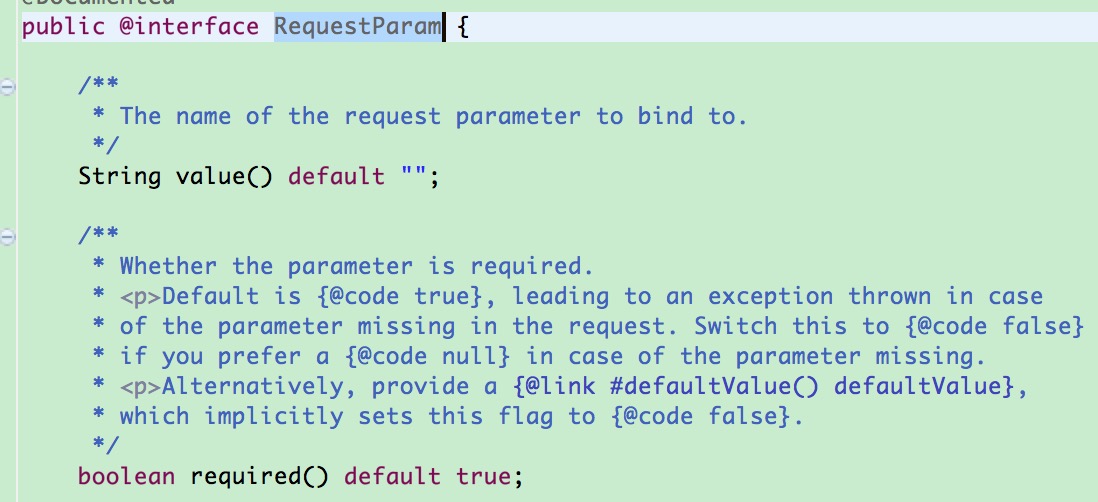 @Documented
public @interface RequestParam {
/**
* The name of the request parameter to bind to.
*/
String value() default "";
/**
* Whether the parameter is required.
* <p>Default is {@code true}, leading to an exception thrown in case
* of the parameter missing in the request. Switch this to {@code false}
* if you prefer a {@code null} in case of the parameter missing.
* <p>Alternatively, provide a {@link #defaultValue() defaultValue},
* which implicitly sets this flag to {@code false}.
*/
boolean required() default true;